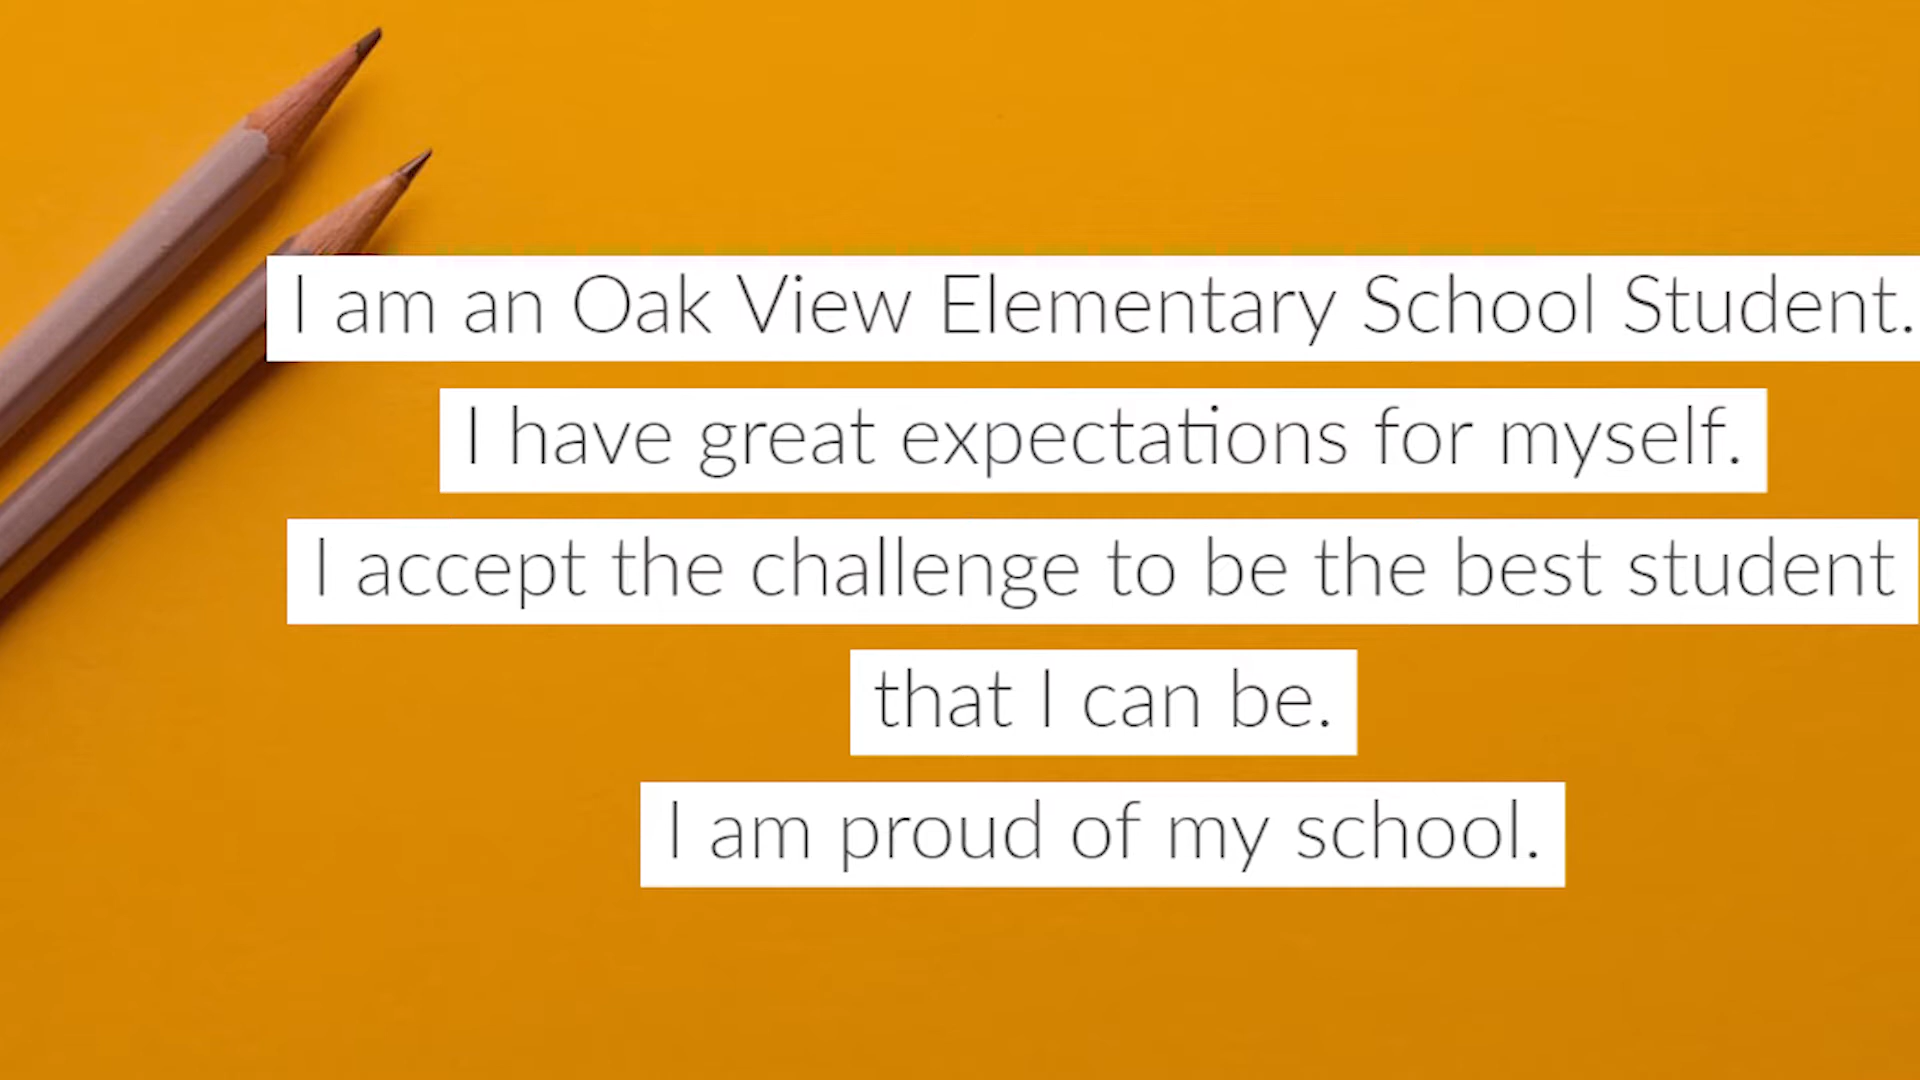 I am an Oak View Elementary School Student.
I have great expectations for myself.
I accept the challenge to be the best student
that I can be.
I am proud of my school.